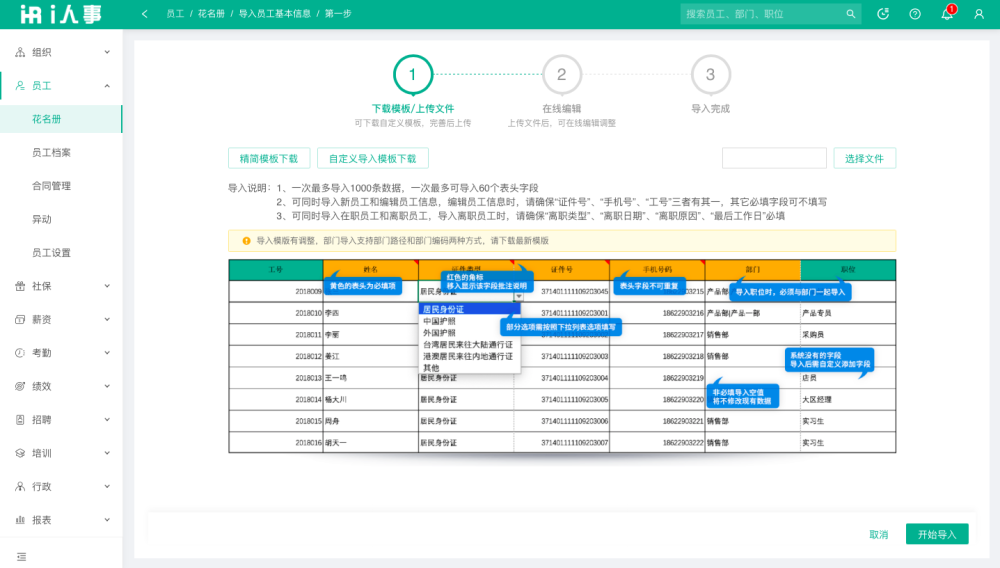 i人事
员工 / 花名册 / 导入员工基本信息 / 第一步
搜索员工、部门、职位
1
组织
员工
花名册
员工档案
合同管理
异动
员工设置
社保
薪资
考勤
绩效
招聘
培训
行政
报表
1 2 3
下载模板/上传文件 在线编辑 导入完成
可下载自定义模板，完善后上传 上传文件后，可在线编辑调整
精简模板下载 自定义导入模板下载 选择文件
导入说明：1、一次最多导入1000条数据，一次最多可导入60个表头字段
2、可同时导入新员工和编辑员工信息，编辑员工信息时，请确保“证件号”、“手机号”、“工号”三者有其一，其它必填字段可不填写
3、可同时导入在职员工和离职员工，导入离职员工时，请确保“离职类型”、“离职日期”、“离职原因”、“最后工作日”必填
导入模版有调整，部门导入支持部门路径和部门编码两种方式，请下载最新模版
工号 姓名 证件类型 证件号 手机号码 部门 职位
黄色的表头为必填项
红色的角标
移入显示该字段批注说明
表头字段不可重复
导入职位时，必须与部门一起导入
2018009 居民身份证 371401111109203045 产品部
居民身份证
中国护照
外国护照
台湾居民来往大陆通行证
港澳居民来往内地通行证
其他
部分选项需按照下拉列表选项填写
2018010 李四 371401111109203001 18622903216 产品部/产品一部 产品专员
2018011 李丽 18622903217 销售部 采购员
2018012 姜江 371401111109203003 18622903218 销售部
系统没有的字段
导入后需自定义添加字段
2018013 王一鸣 居民身份证 371401111109203004 18622903219 店员
非必填导入空值
将不修改现有数据
2018014 杨大川 居民身份证 371401111109203005 18622903220 大区经理
2018015 周舟 居民身份证 371401111109203006 18622903221 销售部 实习生
2018016 胡天一 居民身份证 371401111109203007 18622903222 销售部 实习生
取消 开始导入